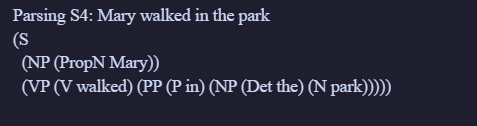 Parsing S4: Mary walked in the park
(S
(NP (PropN Mary))
(VP (V walked) (PP (P in) (NP (Det the) (N park)))))